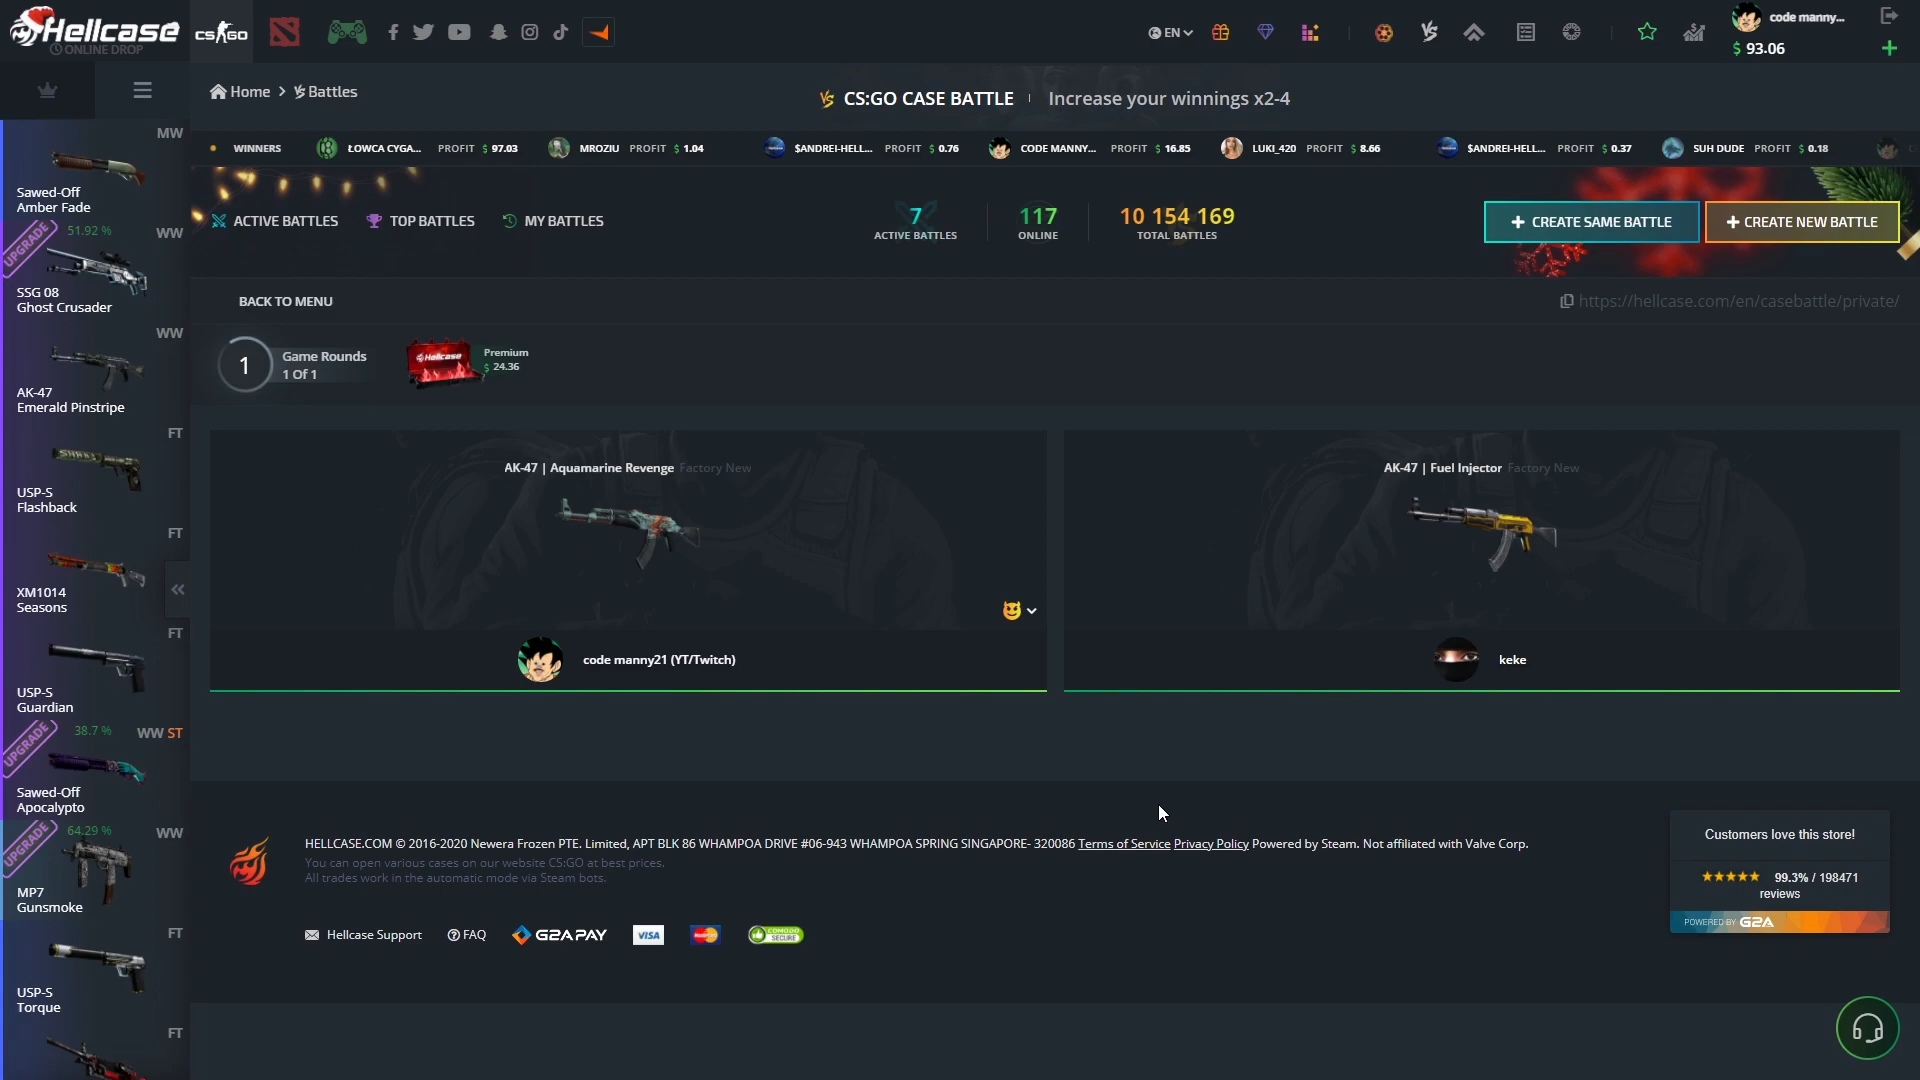 Hellcase
ONLINE DROP
CS:GO
EN
code manny...
$ 93.06
Home > Battles
CS:GO CASE BATTLE | Increase your winnings x2-4
WINNERS
ŁOWCA CYGA... PROFIT $ 97.03
MROZIU PROFIT $ 1.04
$ANDREI-HELL... PROFIT $ 0.76
CODE MANNY... PROFIT $ 16.85
LUKI_420 PROFIT $ 8.66
$ANDREI-HELL... PROFIT $ 0.37
SUH DUDE PROFIT $ 0.18
ACTIVE BATTLES
TOP BATTLES
MY BATTLES
7
ACTIVE BATTLES
117
ONLINE
10 154 169
TOTAL BATTLES
+ CREATE SAME BATTLE
+ CREATE NEW BATTLE
BACK TO MENU
https://hellcase.com/en/casebattle/private/
1
Game Rounds
1 Of 1
Hellcase
Premium
$ 24.36
AK-47 | Aquamarine Revenge Factory New
code manny21 (YT/Twitch)
AK-47 | Fuel Injector Factory New
keke
MW
Sawed-Off
Amber Fade
UPGRADE
51.92 %
WW
SSG 08
Ghost Crusader
WW
AK-47
Emerald Pinstripe
FT
USP-S
Flashback
FT
XM1014
Seasons
FT
USP-S
Guardian
UPGRADE
38.7 %
WW ST
Sawed-Off
Apocalypto
UPGRADE
64.29 %
WW
MP7
Gunsmoke
FT
USP-S
Torque
FT
HELLCASE.COM © 2016-2020 Newera Frozen PTE. Limited, APT BLK 86 WHAMPOA DRIVE #06-943 WHAMPOA SPRING SINGAPORE- 320086 Terms of Service Privacy Policy Powered by Steam. Not affiliated with Valve Corp.
You can open various cases on our website CS:GO at best prices.
All trades work in the automatic mode via Steam bots.
Hellcase Support
FAQ
G2A PAY
VISA
MasterCard
COMODO
SECURE
Customers love this store!
99.3% / 198471
reviews
POWERED BY G2A